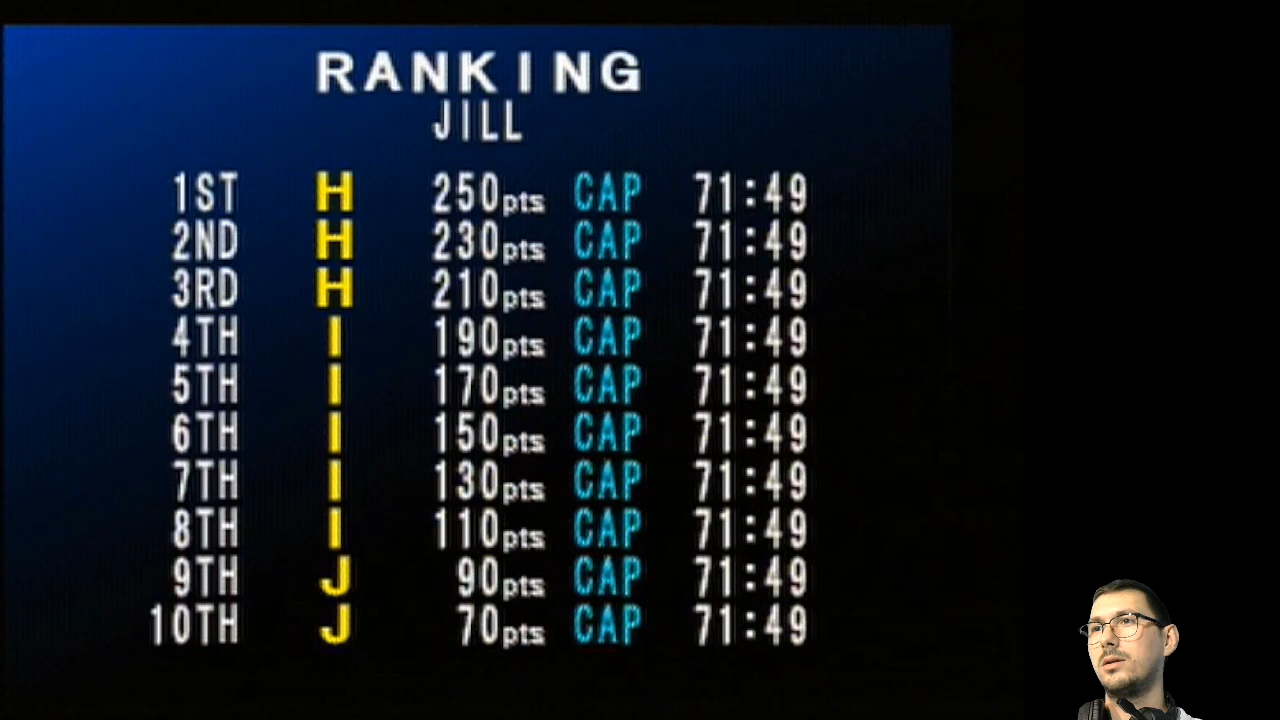 RANKING
JILL
1ST H 250pts CAP 71:49
2ND H 230pts CAP 71:49
3RD H 210pts CAP 71:49
4TH I 190pts CAP 71:49
5TH I 170pts CAP 71:49
6TH I 150pts CAP 71:49
7TH I 130pts CAP 71:49
8TH I 110pts CAP 71:49
9TH J 90pts CAP 71:49
10TH J 70pts CAP 71:49